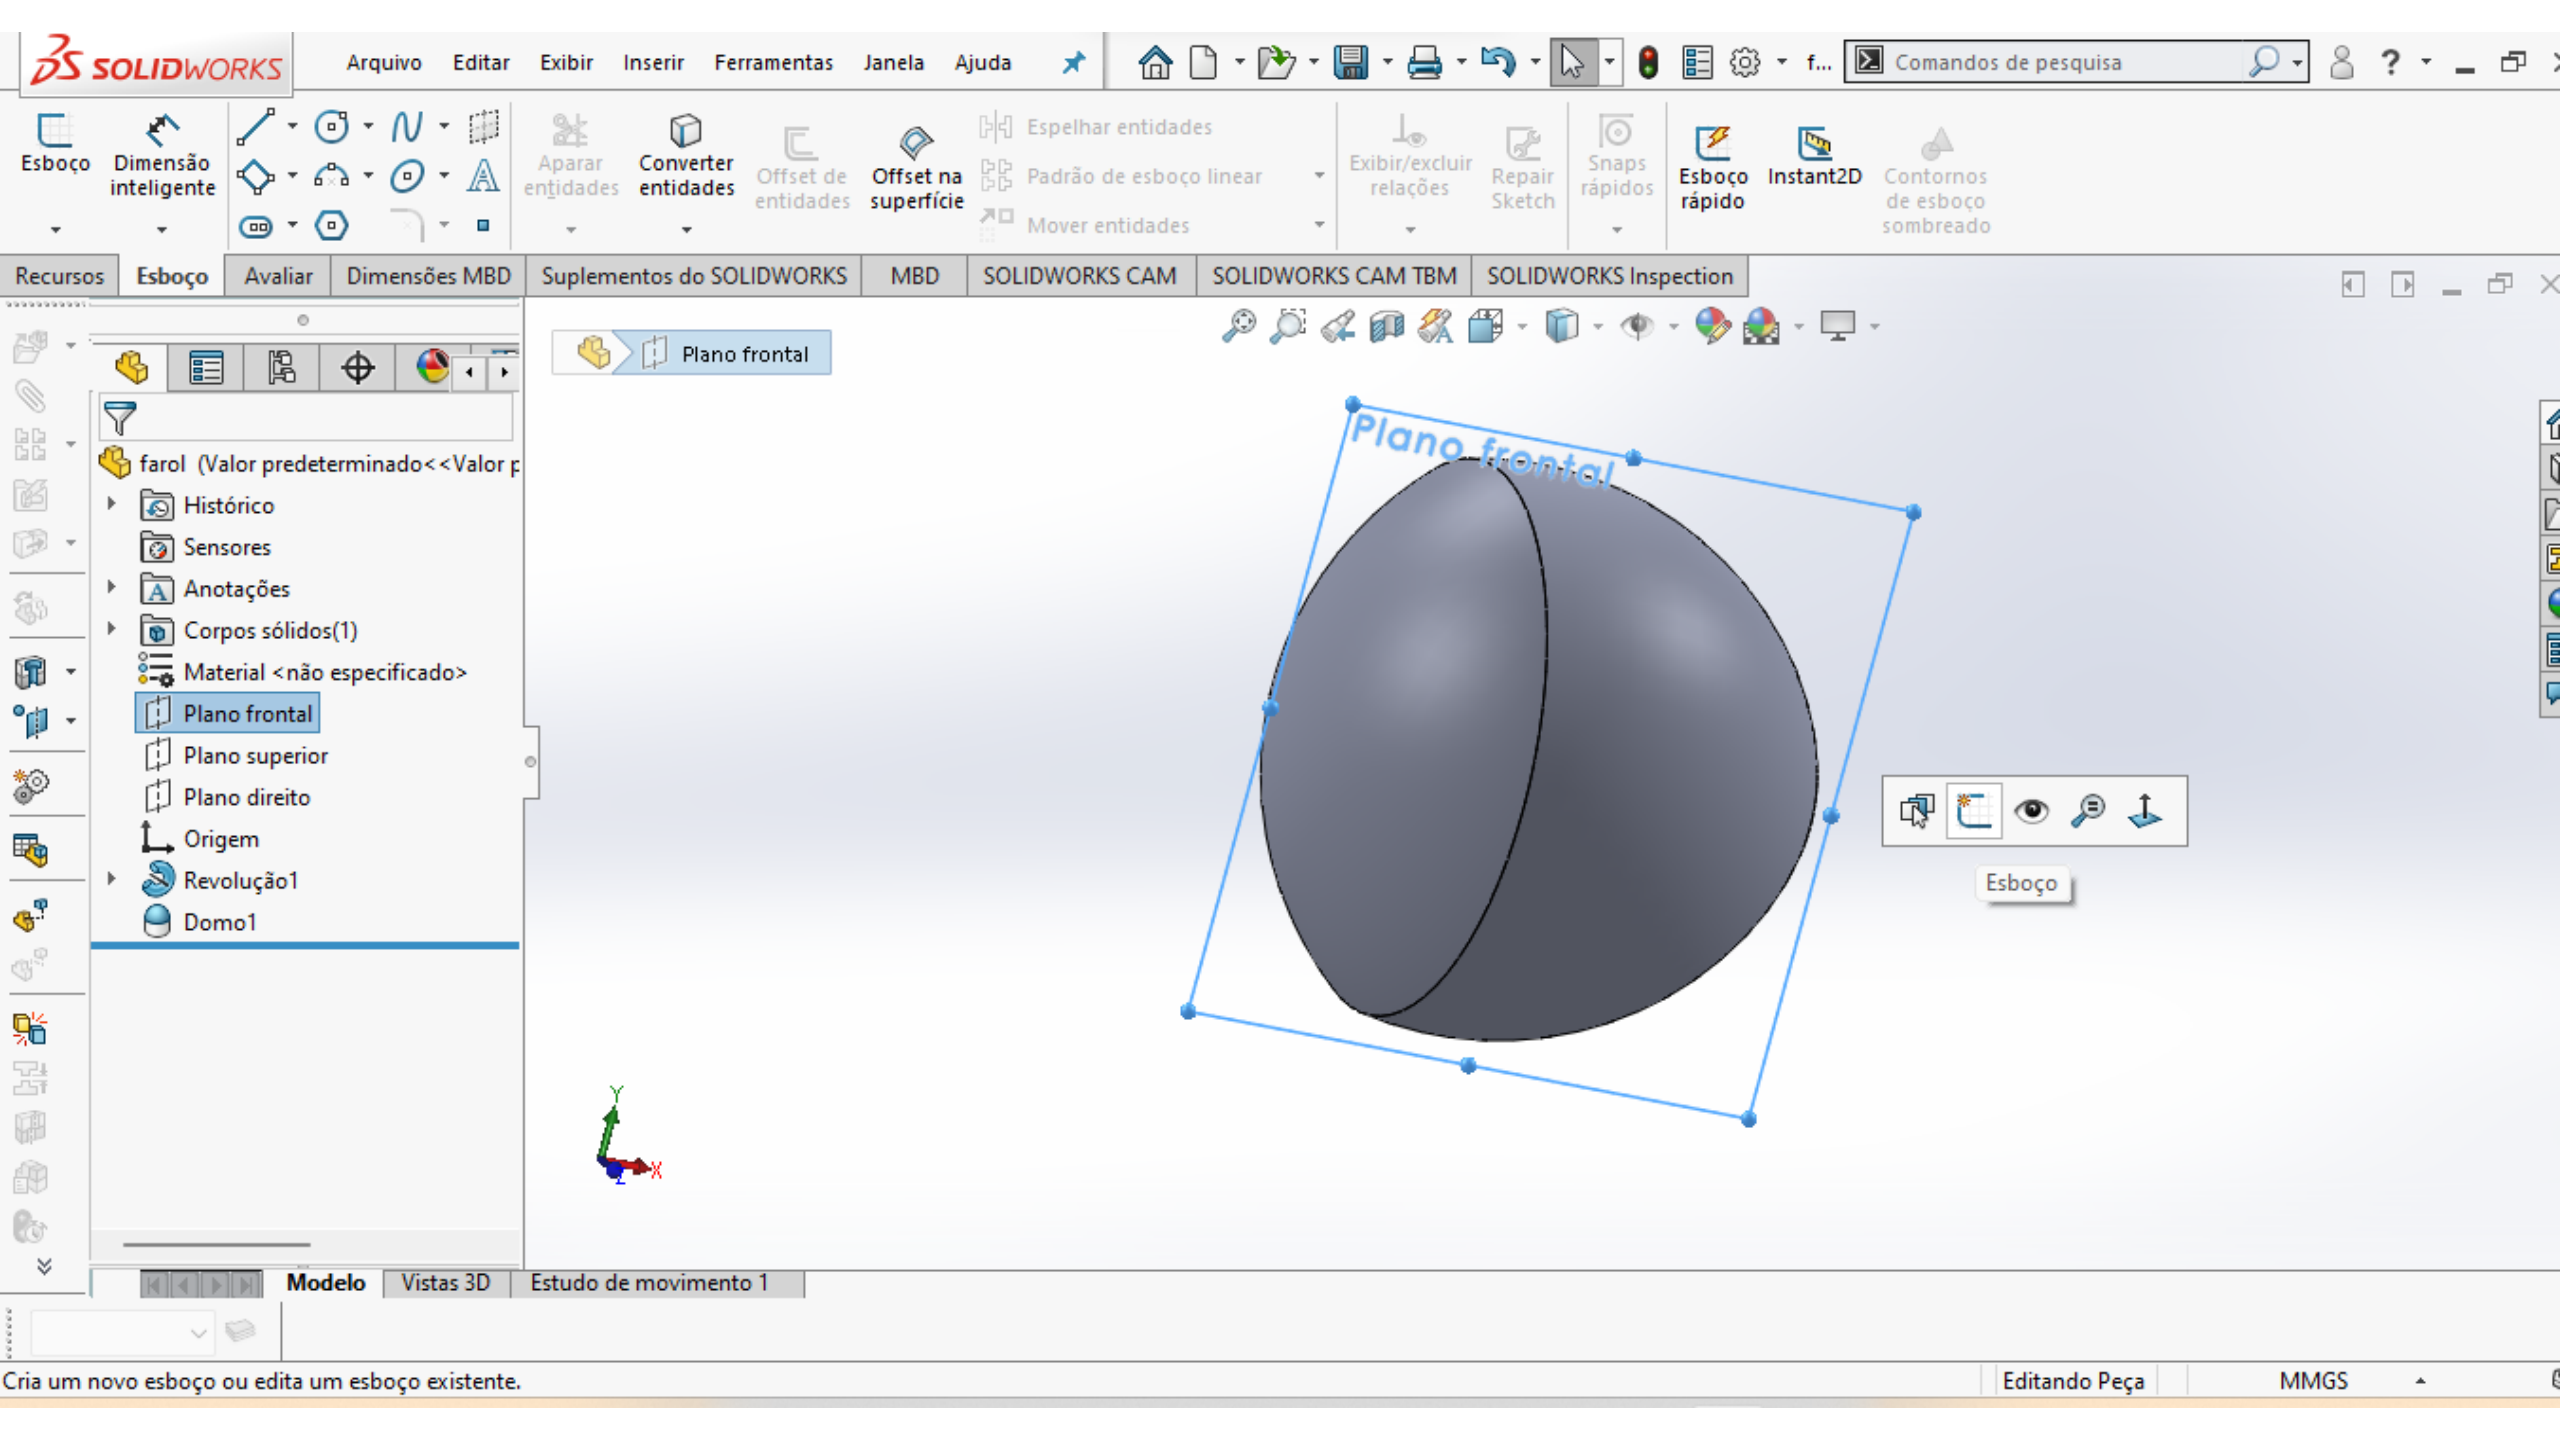 SOLIDWORKS
Arquivo Editar Exibir Inserir Ferramentas Janela Ajuda
f...
Comandos de pesquisa
?
Esboço
Dimensão
inteligente
Aparar
entidades
Converter
entidades
Offset de
entidades
Offset na
superfície
Espelhar entidades
Padrão de esboço linear
Mover entidades
Exibir/excluir
relações
Repair
Sketch
Snaps
rápidos
Esboço
rápido
Instant2D
Contornos
de esboço
sombreado
Recursos Esboço Avaliar Dimensões MBD Suplementos do SOLIDWORKS MBD SOLIDWORKS CAM SOLIDWORKS CAM TBM SOLIDWORKS Inspection
Plano frontal
farol (Valor predeterminado<<Valor p
Histórico
Sensores
Anotações
Corpos sólidos(1)
Material <não especificado>
Plano frontal
Plano superior
Plano direito
Origem
Revolução1
Domo1
Plano frontal
Esboço
Y
X
Z
Modelo Vistas 3D Estudo de movimento 1
Cria um novo esboço ou edita um esboço existente.
Editando Peça
MMGS